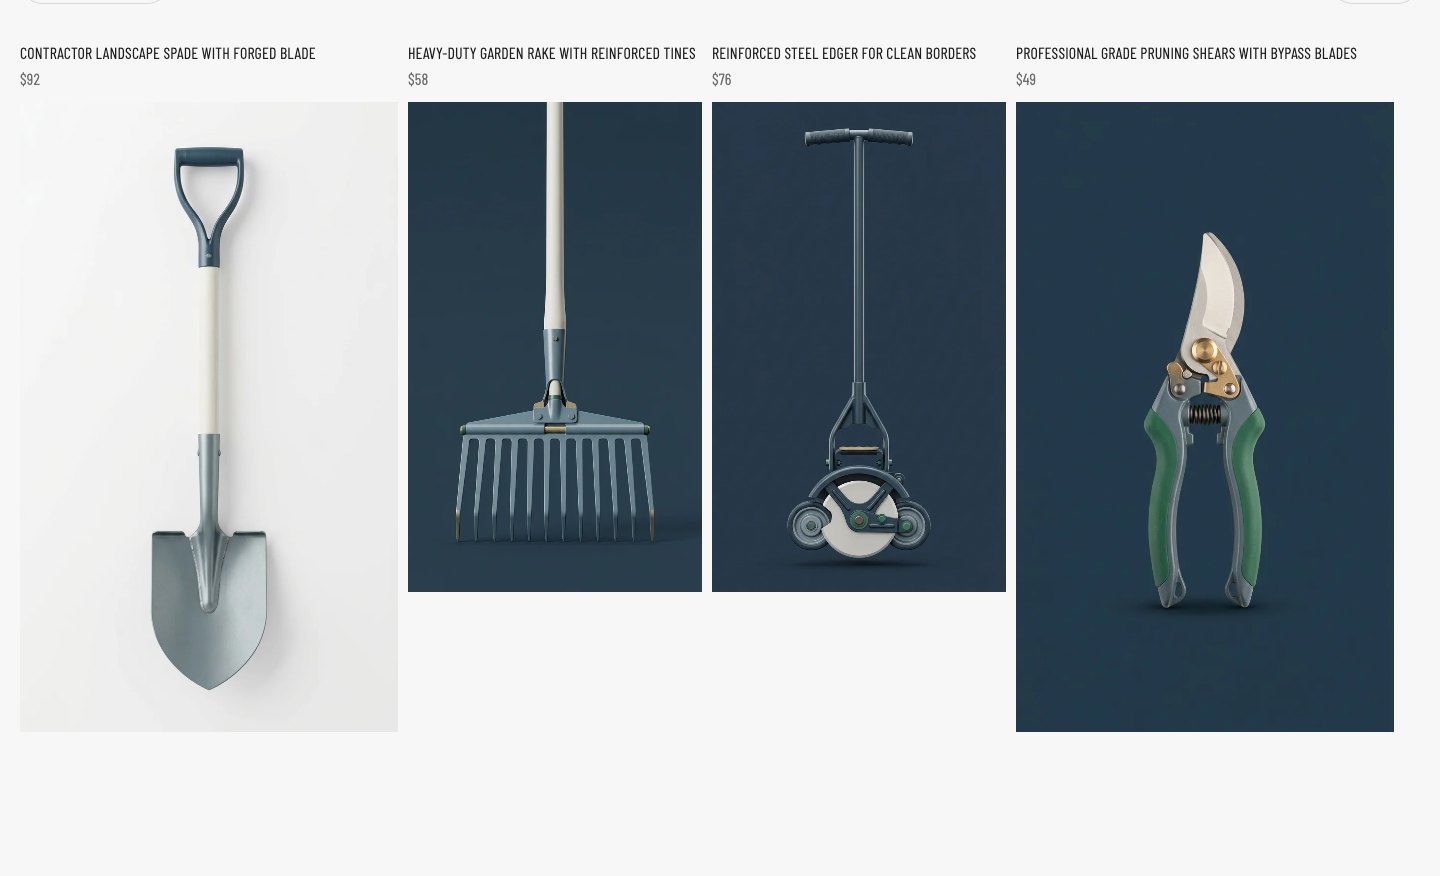 CONTRACTOR LANDSCAPE SPADE WITH FORGED BLADE
$92
HEAVY-DUTY GARDEN RAKE WITH REINFORCED TINES
$58
REINFORCED STEEL EDGER FOR CLEAN BORDERS
$76
PROFESSIONAL GRADE PRUNING SHEARS WITH BYPASS BLADES
$49